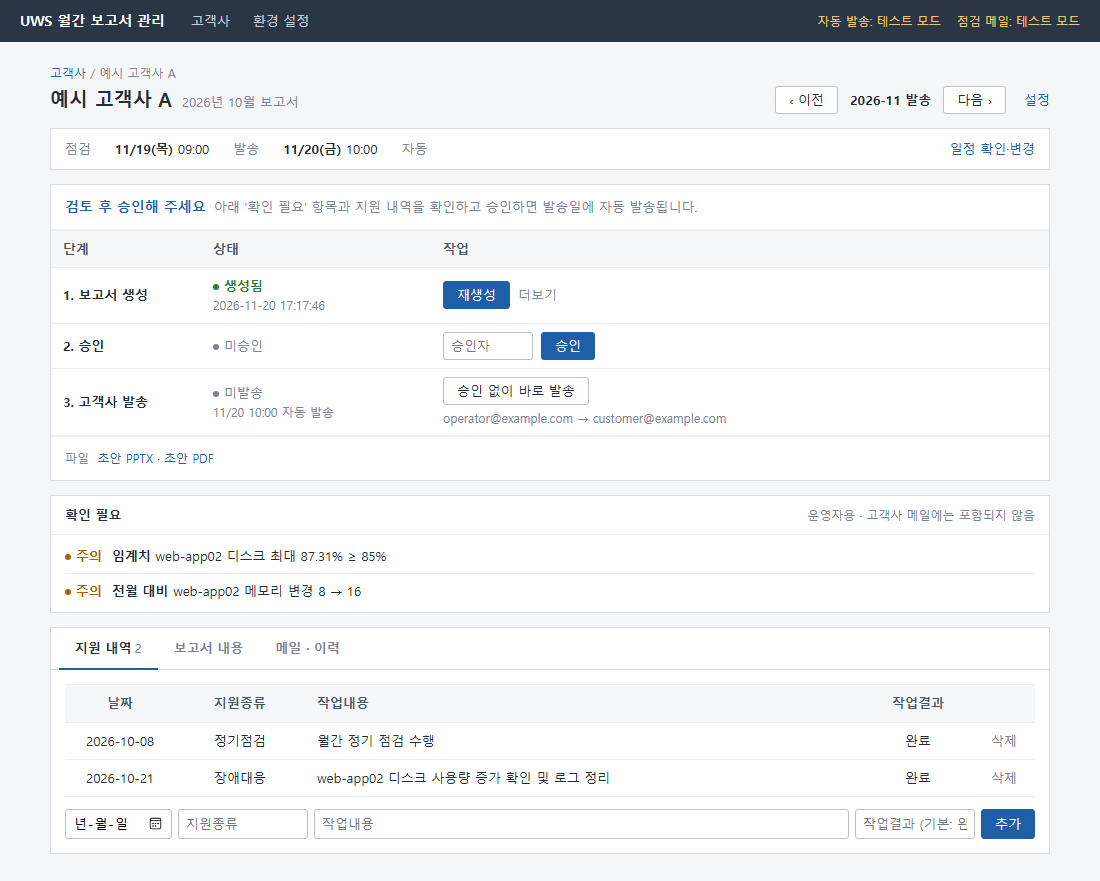 UWS 월간 보고서 관리 고객사 환경 설정 자동 발송: 테스트 모드 점검 메일: 테스트 모드
고객사 / 예시 고객사 A
예시 고객사 A 2026년 10월 보고서 ‹ 이전 2026-11 발송 다음 › 설정
점검 11/19(목) 09:00 발송 11/20(금) 10:00 자동 일정 확인·변경
검토 후 승인해 주세요 아래 '확인 필요' 항목과 지원 내역을 확인하고 승인하면 발송일에 자동 발송됩니다.
단계 상태 작업
1. 보고서 생성 생성됨 재생성 더보기
2026-11-20 17:17:46
2. 승인 미승인 승인자 승인
3. 고객사 발송 미발송 승인 없이 바로 발송
11/20 10:00 자동 발송 operator@example.com → customer@example.com
파일 초안 PPTX · 초안 PDF
확인 필요 운영자용 · 고객사 메일에는 포함되지 않음
주의 임계치 web-app02 디스크 최대 87.31% ≥ 85%
주의 전월 대비 web-app02 메모리 변경 8 → 16
지원 내역 2 보고서 내용 메일 · 이력
날짜 지원종류 작업내용 작업결과
2026-10-08 정기점검 월간 정기 점검 수행 완료 삭제
2026-10-21 장애대응 web-app02 디스크 사용량 증가 확인 및 로그 정리 완료 삭제
년-월-일 지원종류 작업내용 작업결과 (기본: 완 추가